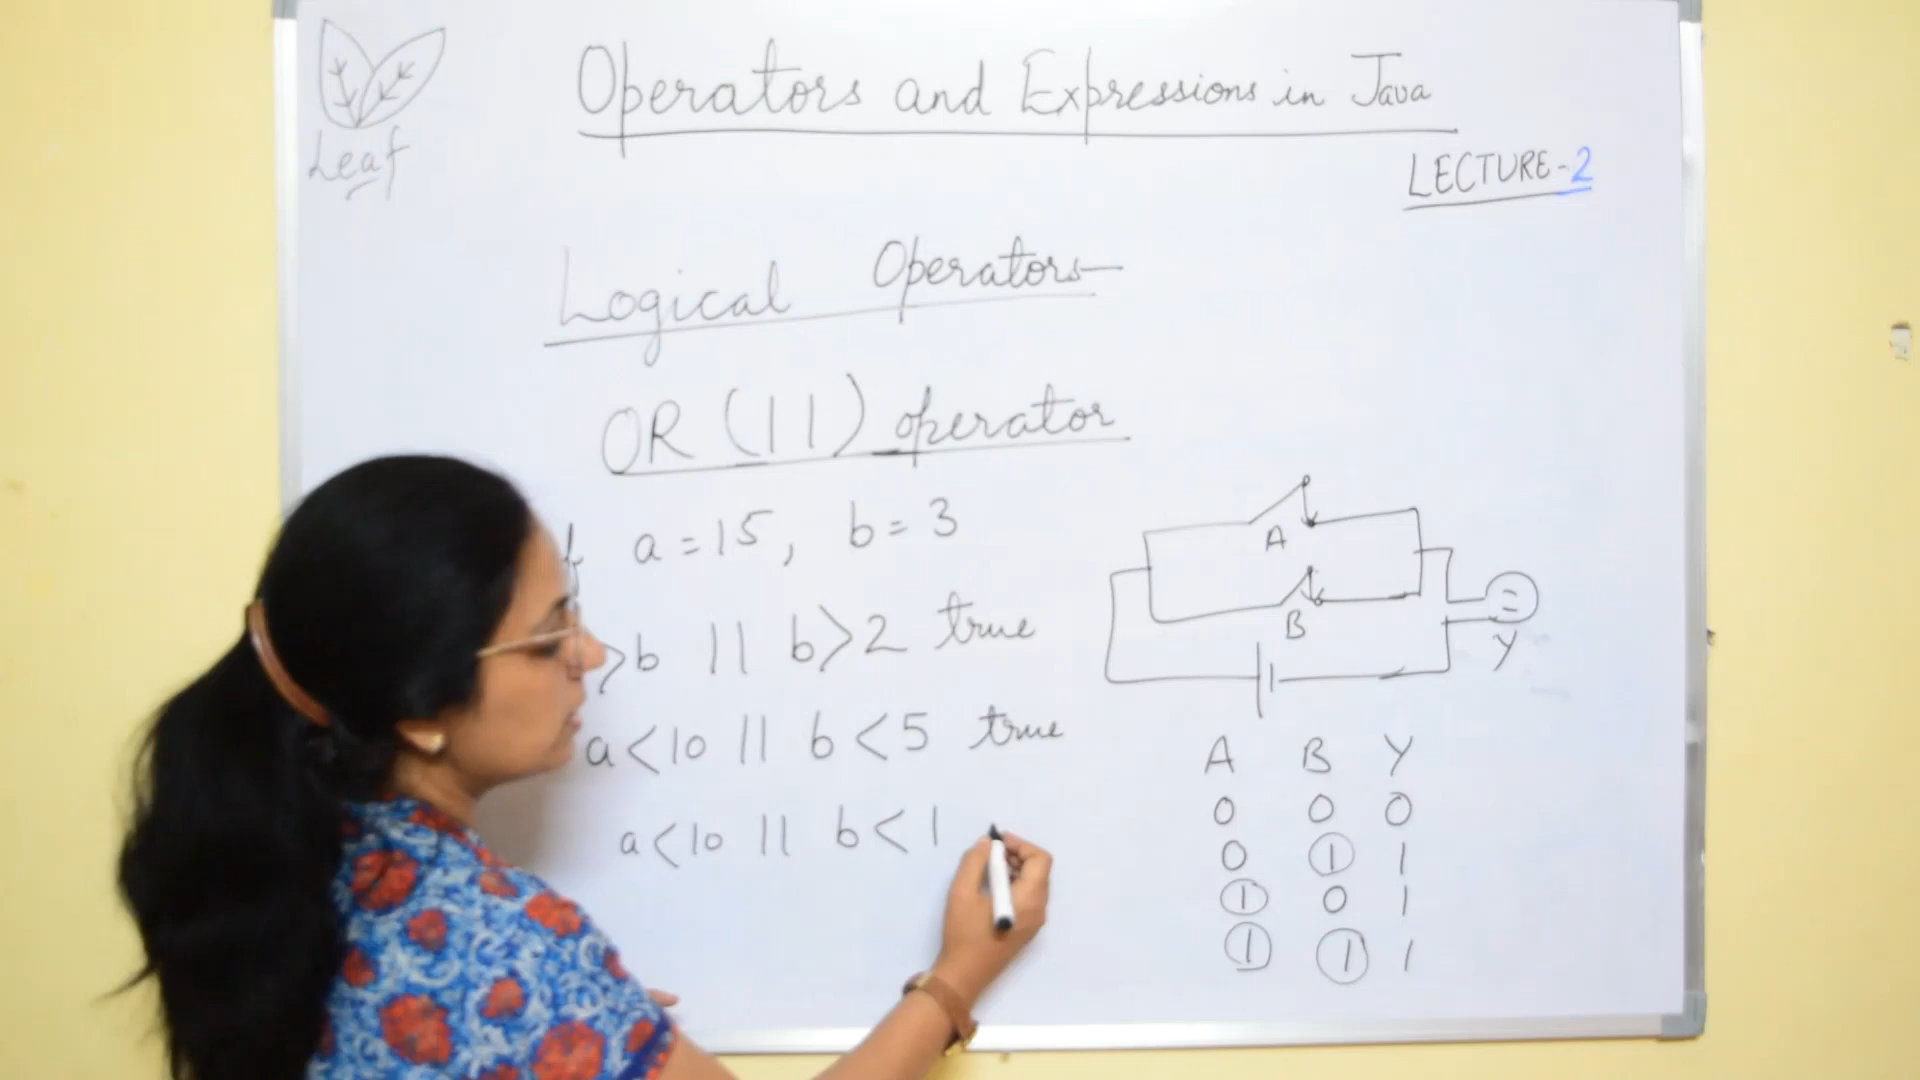 Leaf
Operators and Expressions in Java
LECTURE-2
Logical Operators—
OR (||) operator
a=15, b=3
>b || b>2 true
a<10 || b<5 true
a<10 || b<1
A
B
Y
A B Y
0 0 0
0 1 1
1 0 1
1 1 1